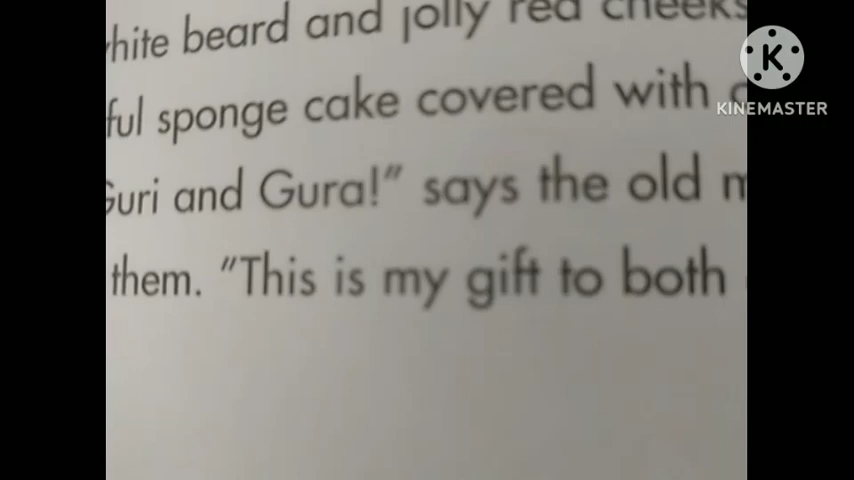 white beard and jolly red cheeks
ful sponge cake covered with
Guri and Gura!" says the old
them. "This is my gift to both
K
KINEMASTER